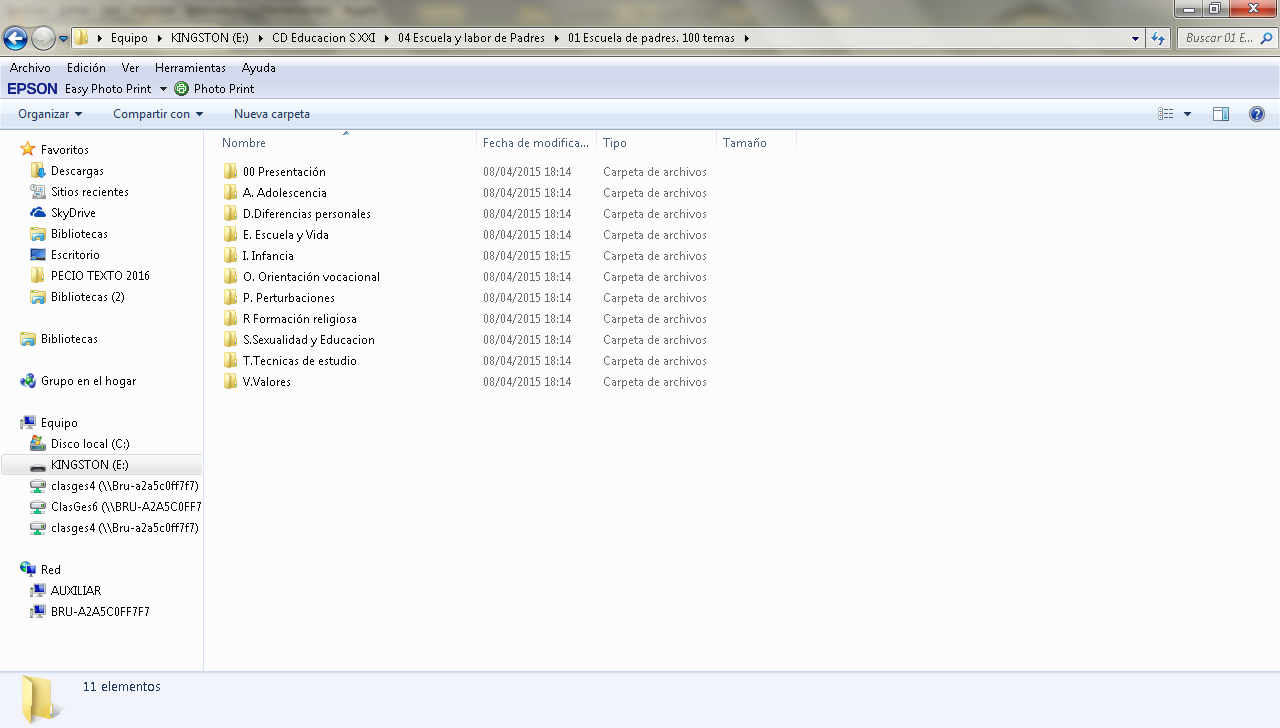 Equipo KINGSTON (E:) CD Educacion S XXI 04 Escuela y labor de Padres 01 Escuela de padres. 100 temas Buscar 01 E...
Archivo Edición Ver Herramientas Ayuda
EPSON Easy Photo Print Photo Print
Organizar Compartir con Nueva carpeta
Favoritos
Descargas
Sitios recientes
SkyDrive
Bibliotecas
Escritorio
PECIO TEXTO 2016
Bibliotecas (2)
Bibliotecas
Grupo en el hogar
Equipo
Disco local (C:)
KINGSTON (E:)
clasges4 (\\Bru-a2a5c0ff7f7)
ClasGes6 (\\BRU-A2A5C0FF7
clasges4 (\\Bru-a2a5c0ff7f7)
Red
AUXILIAR
BRU-A2A5C0FF7F7
Nombre Fecha de modifica... Tipo Tamaño
00 Presentación 08/04/2015 18:14 Carpeta de archivos
A. Adolescencia 08/04/2015 18:14 Carpeta de archivos
D.Diferencias personales 08/04/2015 18:14 Carpeta de archivos
E. Escuela y Vida 08/04/2015 18:14 Carpeta de archivos
I. Infancia 08/04/2015 18:15 Carpeta de archivos
O. Orientación vocacional 08/04/2015 18:14 Carpeta de archivos
P. Perturbaciones 08/04/2015 18:14 Carpeta de archivos
R Formación religiosa 08/04/2015 18:14 Carpeta de archivos
S.Sexualidad y Educacion 08/04/2015 18:14 Carpeta de archivos
T.Tecnicas de estudio 08/04/2015 18:14 Carpeta de archivos
V.Valores 08/04/2015 18:14 Carpeta de archivos
11 elementos